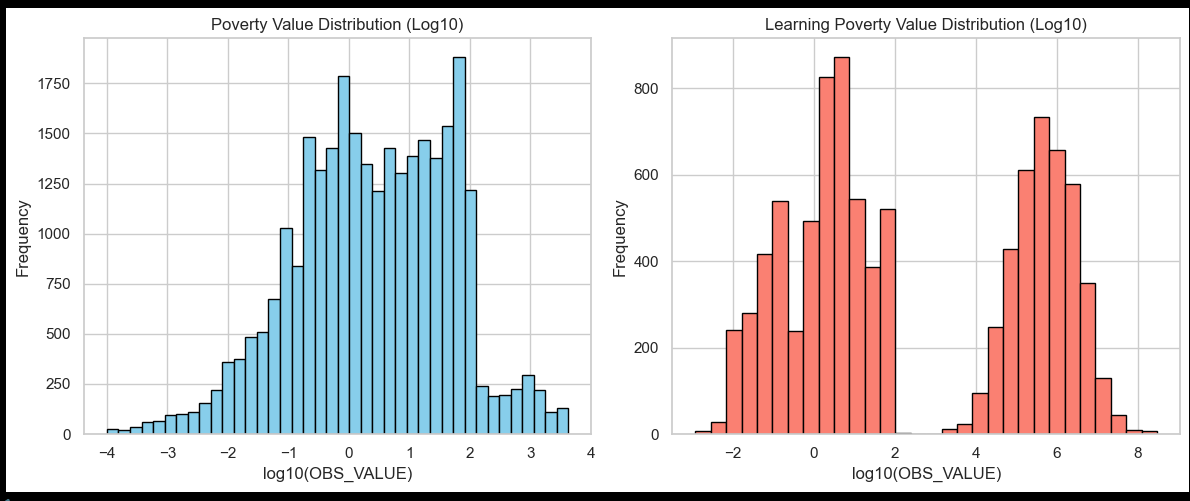 Poverty Value Distribution (Log10)
1750
1500
1250
1000
750
500
250
0
Frequency
−4 −3 −2 −1 0 1 2 3 4
log10(OBS_VALUE)
Learning Poverty Value Distribution (Log10)
800
600
400
200
0
Frequency
−2 0 2 4 6 8
log10(OBS_VALUE)